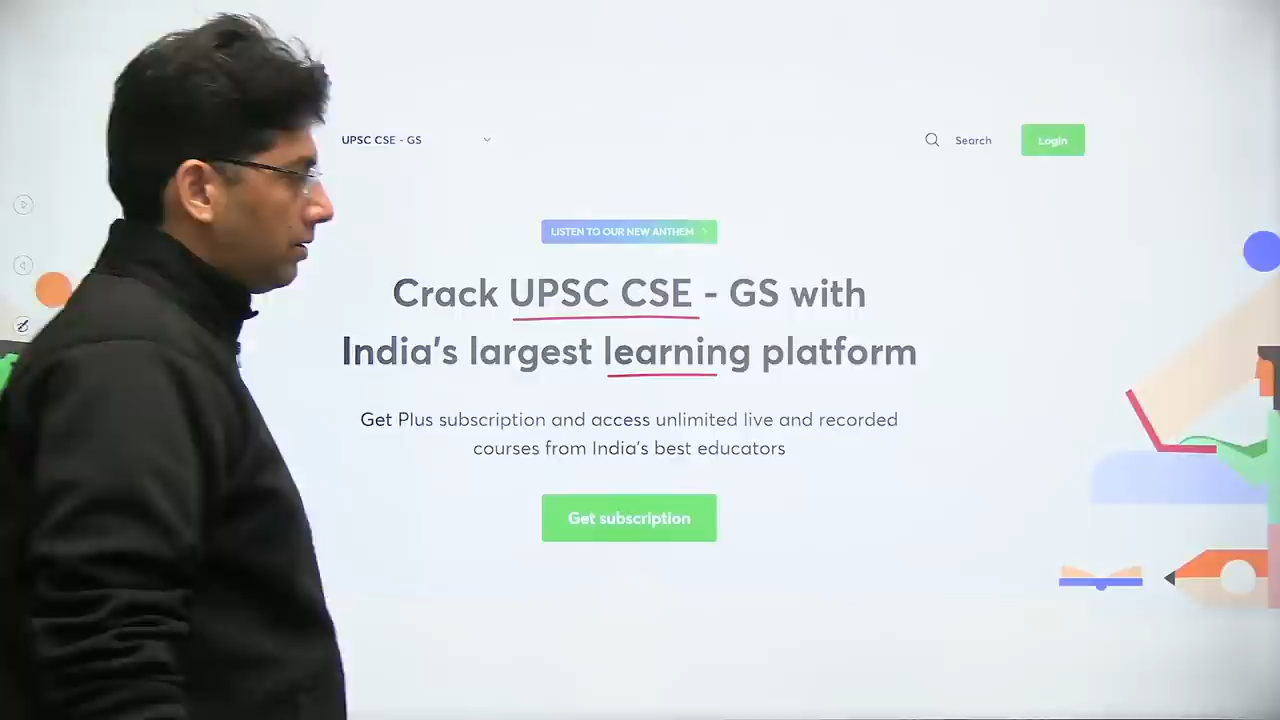 UPSC CSE - GS
Search
Login
LISTEN TO OUR NEW ANTHEM
Crack UPSC CSE - GS with
India's largest learning platform
Get Plus subscription and access unlimited live and recorded
courses from India's best educators
Get subscription